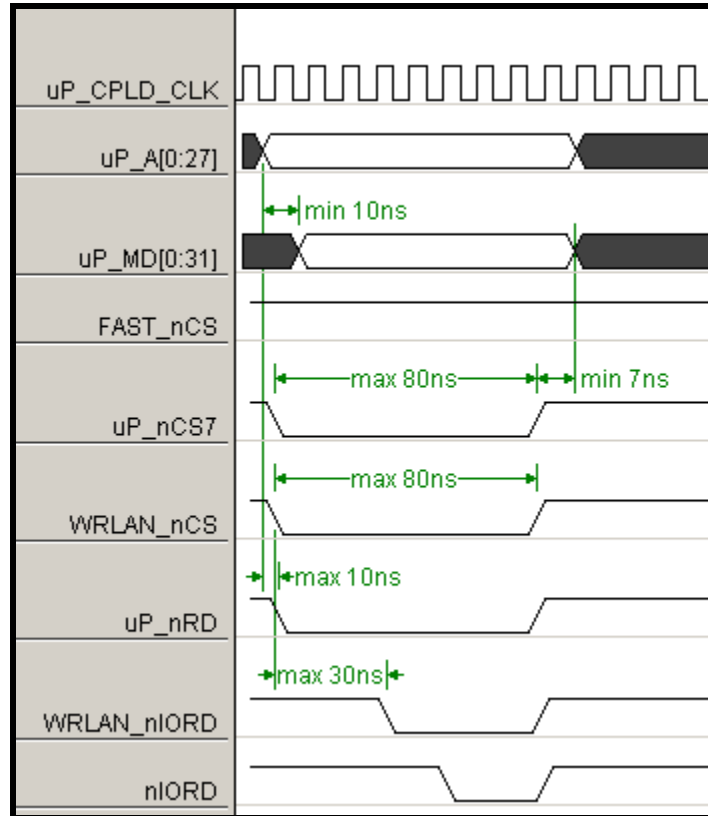 uP_CPLD_CLK
uP_A[0:27]
min 10ns
uP_MD[0:31]
FAST_nCS
max 80ns min 7ns
uP_nCS7
max 80ns
WRLAN_nCS
max 10ns
uP_nRD
max 30ns
WRLAN_nIORD
nIORD